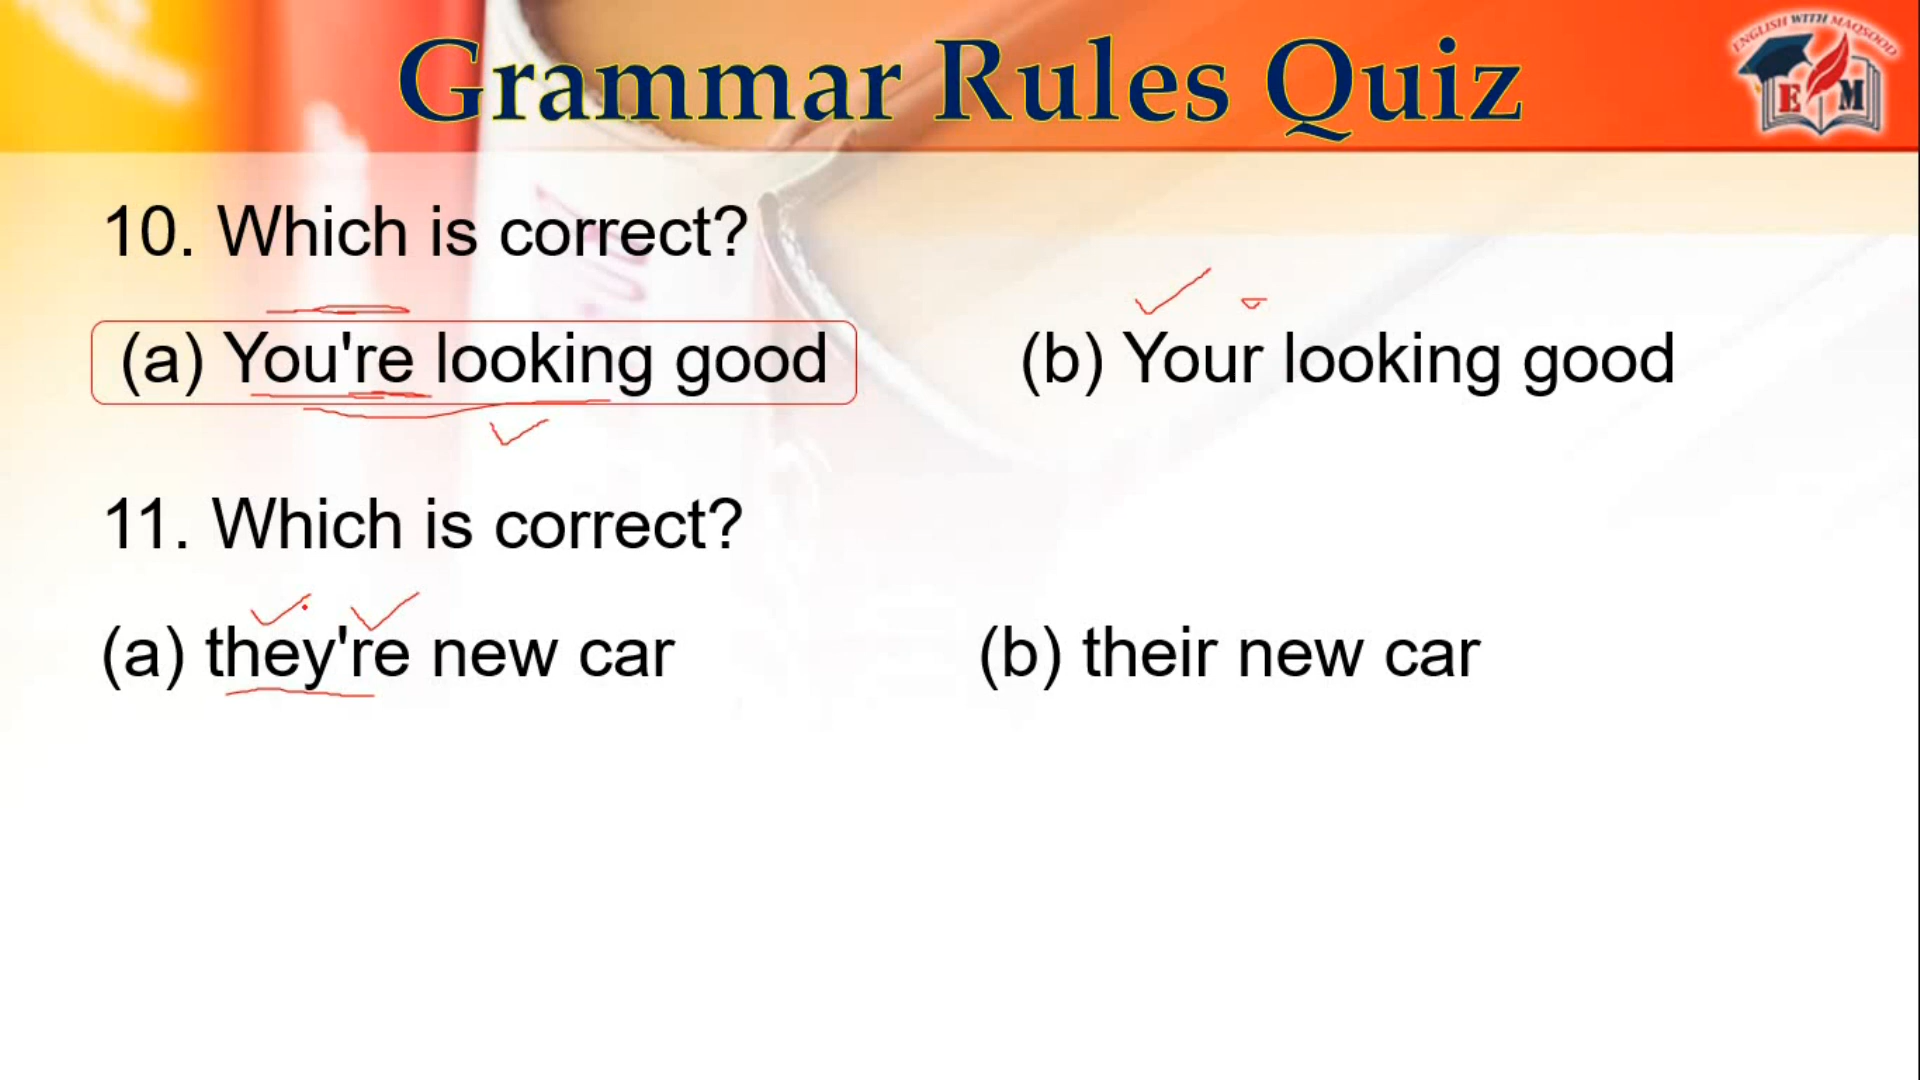 Grammar Rules Quiz
ENGLISH WITH MAQSOOD
E M
10. Which is correct?
(a) You're looking good (b) Your looking good
11. Which is correct?
(a) they're new car (b) their new car